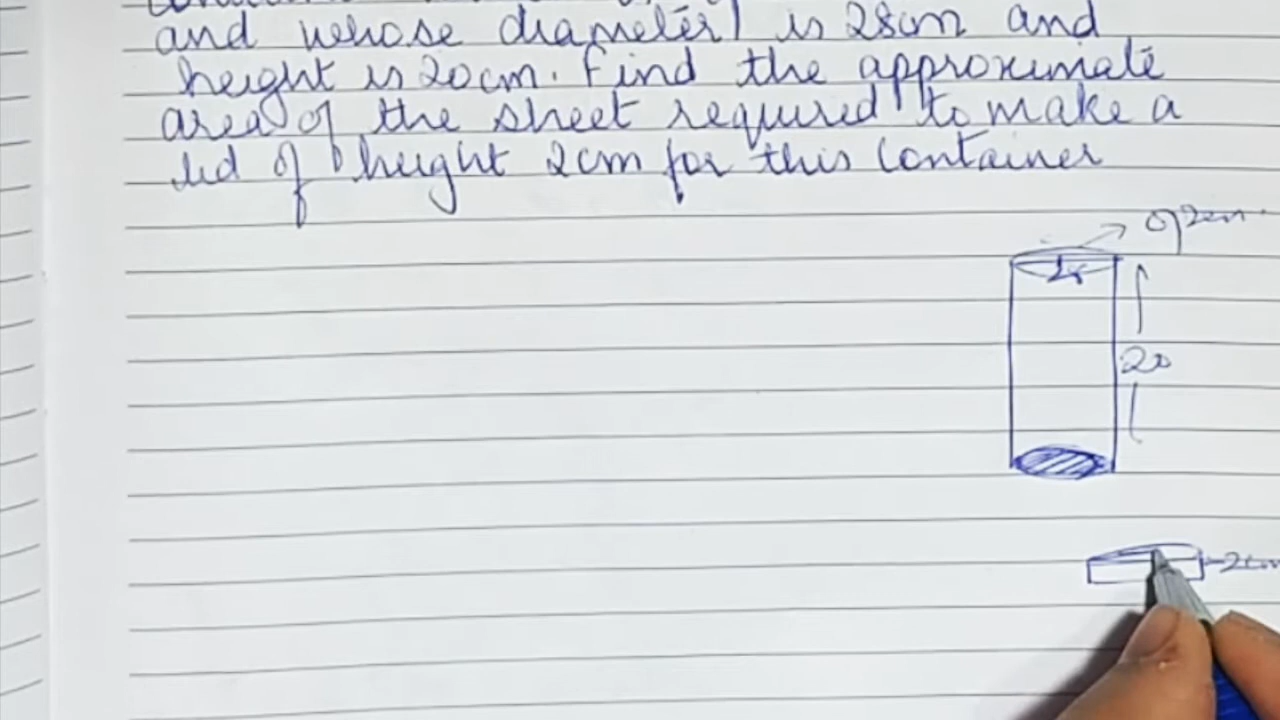 and whose diameter is 28cm and
height is 20cm. Find the approximate
area of the sheet required to make a
lid of height 2cm for this container
open
20
2cm